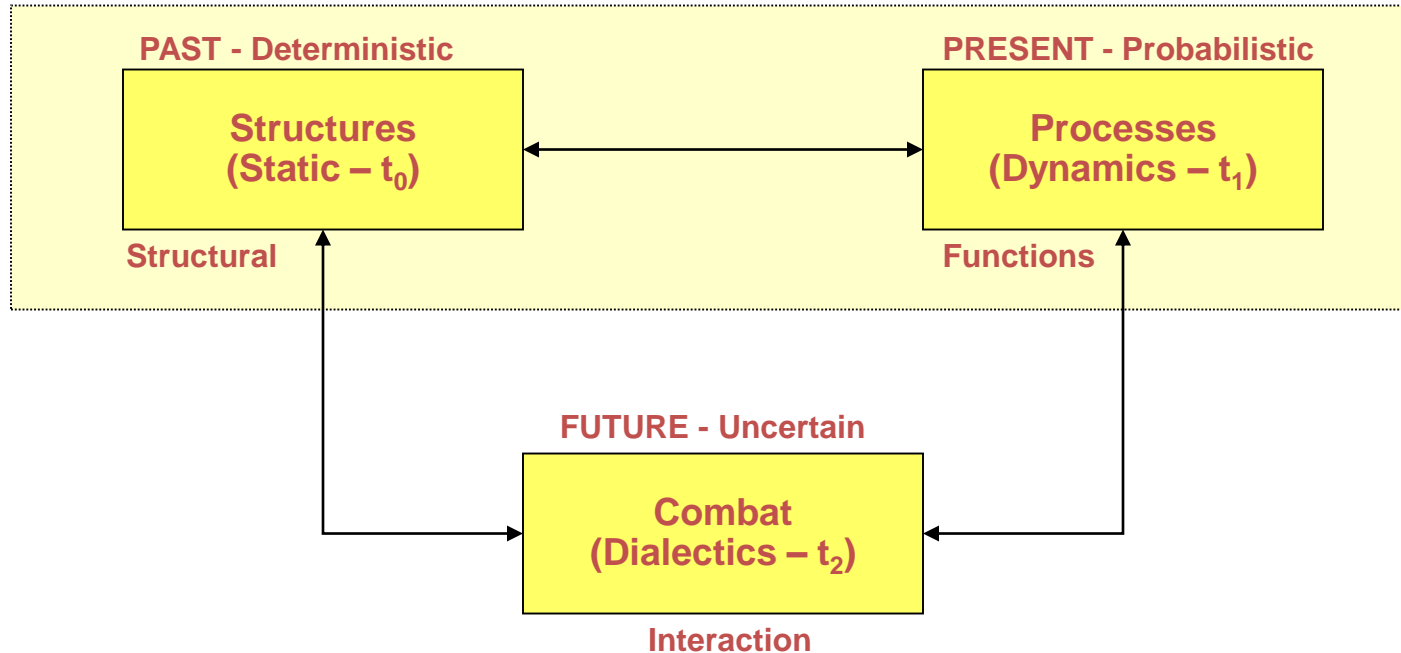 PAST - Deterministic
PRESENT - Probabilistic
Structures
(Static – t₀)
Processes
(Dynamics – t₁)
Structural
Functions
FUTURE - Uncertain
Combat
(Dialectics – t₂)
Interaction